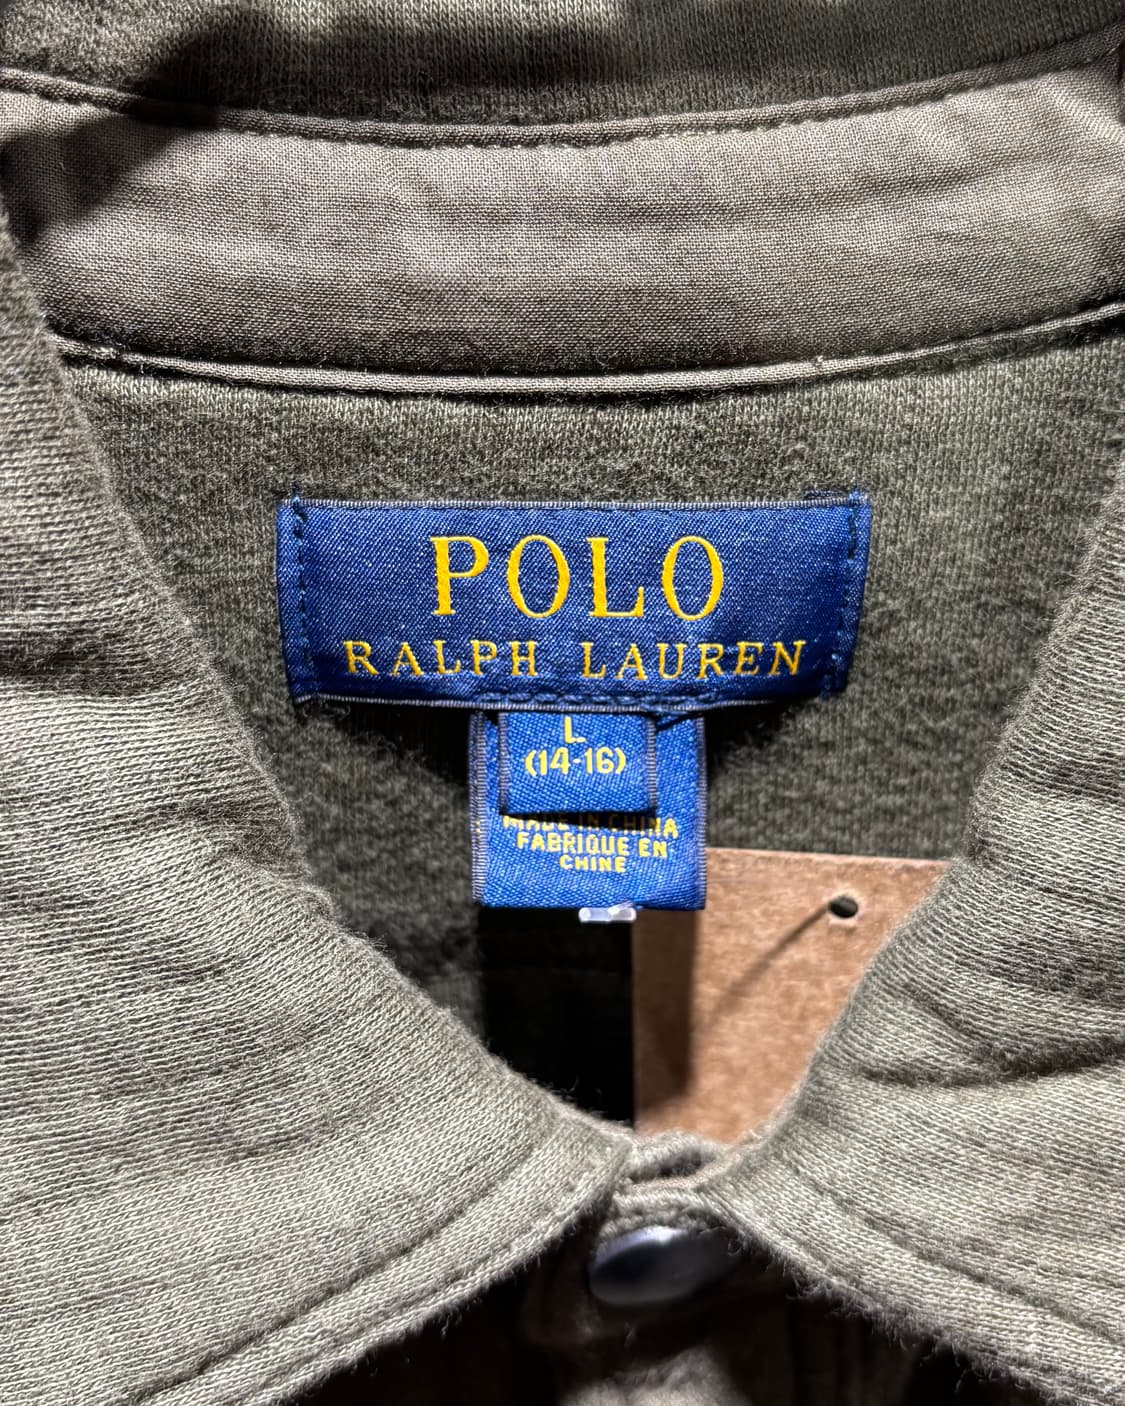 POLO
RALPH LAUREN
L
(14-16)
MADE IN CHINA
FABRIQUE EN
CHINE